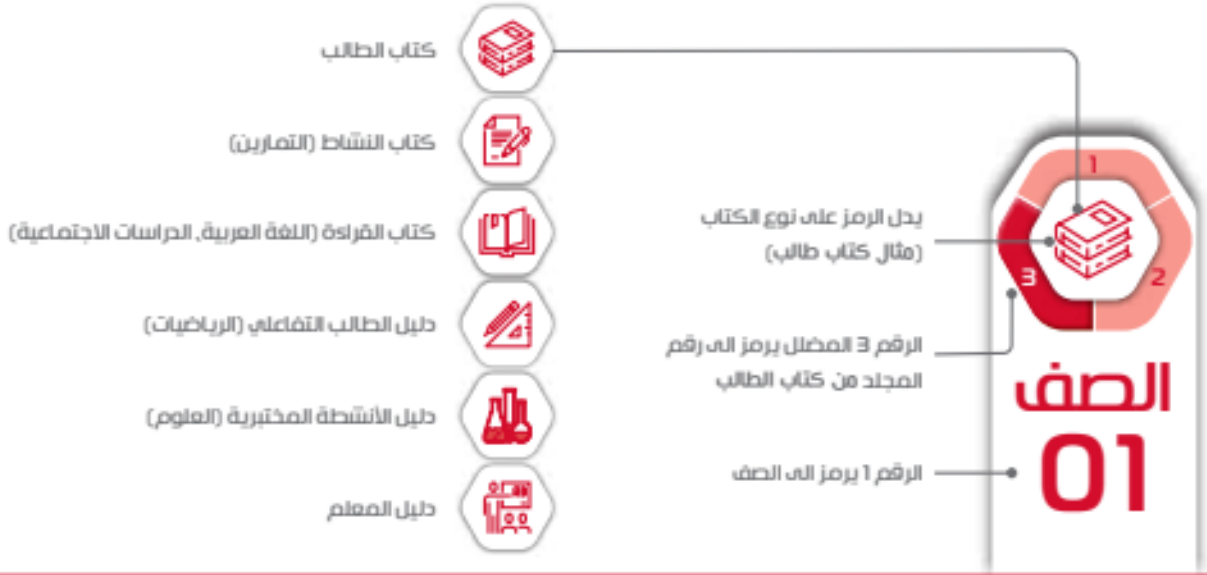 1
2
3
الصف
01
يدل الرمز على نوع الكتاب
(مثال كتاب طالب)
الرقم 3 المضلل يرمز الى رقم
المجلد من كتاب الطالب
الرقم 1 يرمز الى الصف
كتاب الطالب
كتاب النشاط (التمارين)
كتاب القراءة (اللغة العربية, الدراسات الاجتماعية)
دليل الطالب التفاعلي (الرياضيات)
دليل الأنشطة المختبرية (العلوم)
دليل المعلم